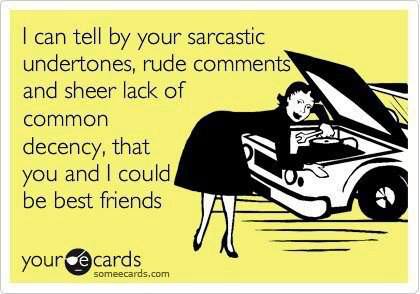 I can tell by your sarcastic
undertones, rude comments
and sheer lack of
common
decency, that
you and I could
be best friends
your e cards
someecards.com